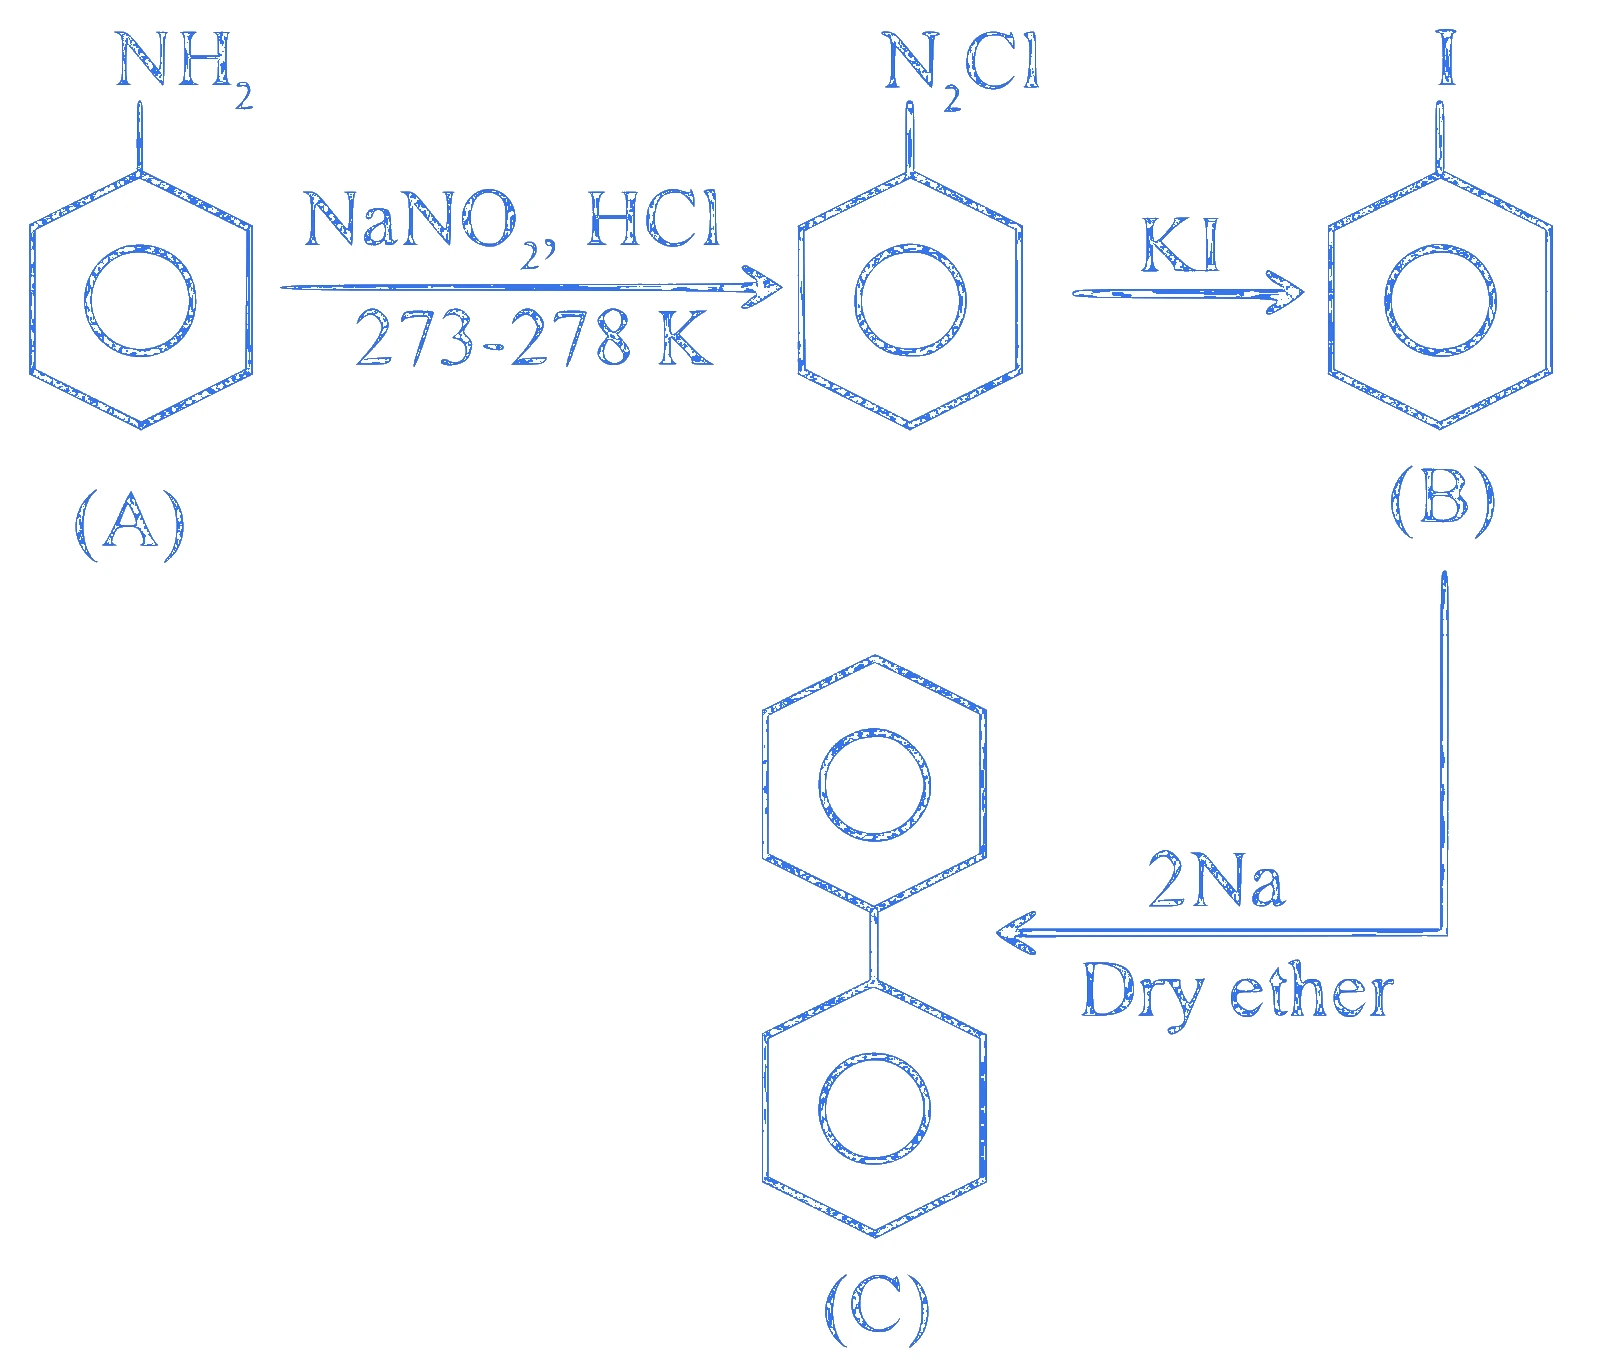 NH₂
N₂Cl
I
NaNO₂, HCl
273-278 K
KI
(A)
(B)
2Na
Dry ether
(C)